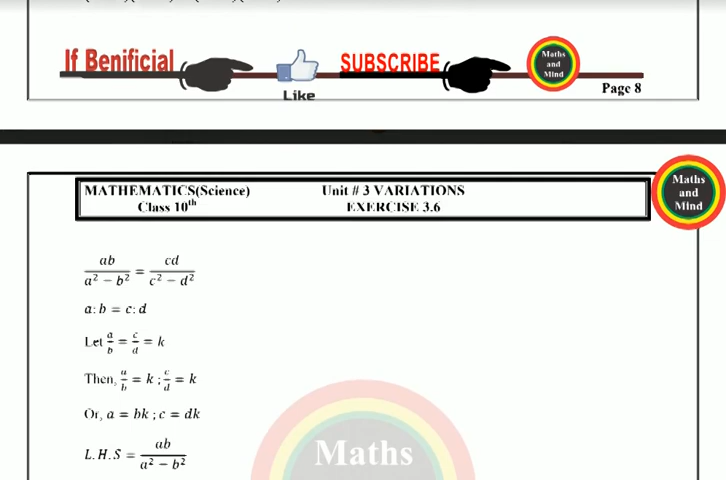 If Benificial
Like
SUBSCRIBE
Maths
and
Mind
Page 8
MATHEMATICS(Science) Unit # 3 VARIATIONS
Class 10th EXERCISE 3.6
Maths
and
Mind
ab/(a² − b²) = cd/(c² − d²)
a: b = c: d
Let a/b = c/d = k
Then, a/b = k ; c/d = k
Or, a = bk ; c = dk
L.H.S = ab/(a² − b²)
Maths